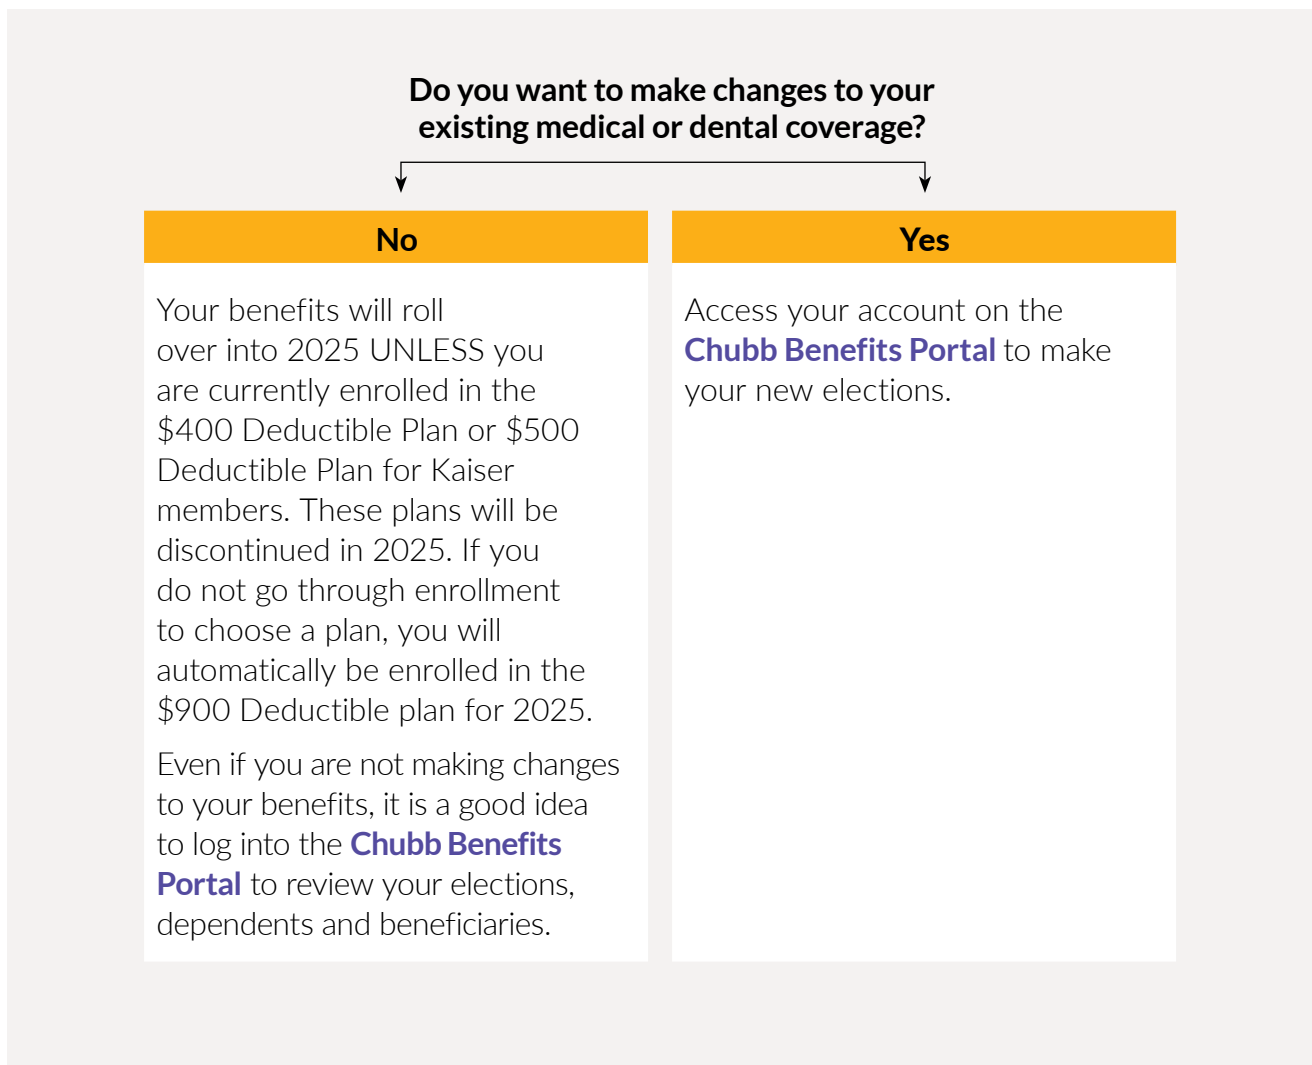 Do you want to make changes to your
existing medical or dental coverage?
No
Your benefits will roll
over into 2025 UNLESS you
are currently enrolled in the
$400 Deductible Plan or $500
Deductible Plan for Kaiser
members. These plans will be
discontinued in 2025. If you
do not go through enrollment
to choose a plan, you will
automatically be enrolled in the
$900 Deductible plan for 2025.
Even if you are not making changes
to your benefits, it is a good idea
to log into the Chubb Benefits
Portal to review your elections,
dependents and beneficiaries.
Yes
Access your account on the
Chubb Benefits Portal to make
your new elections.